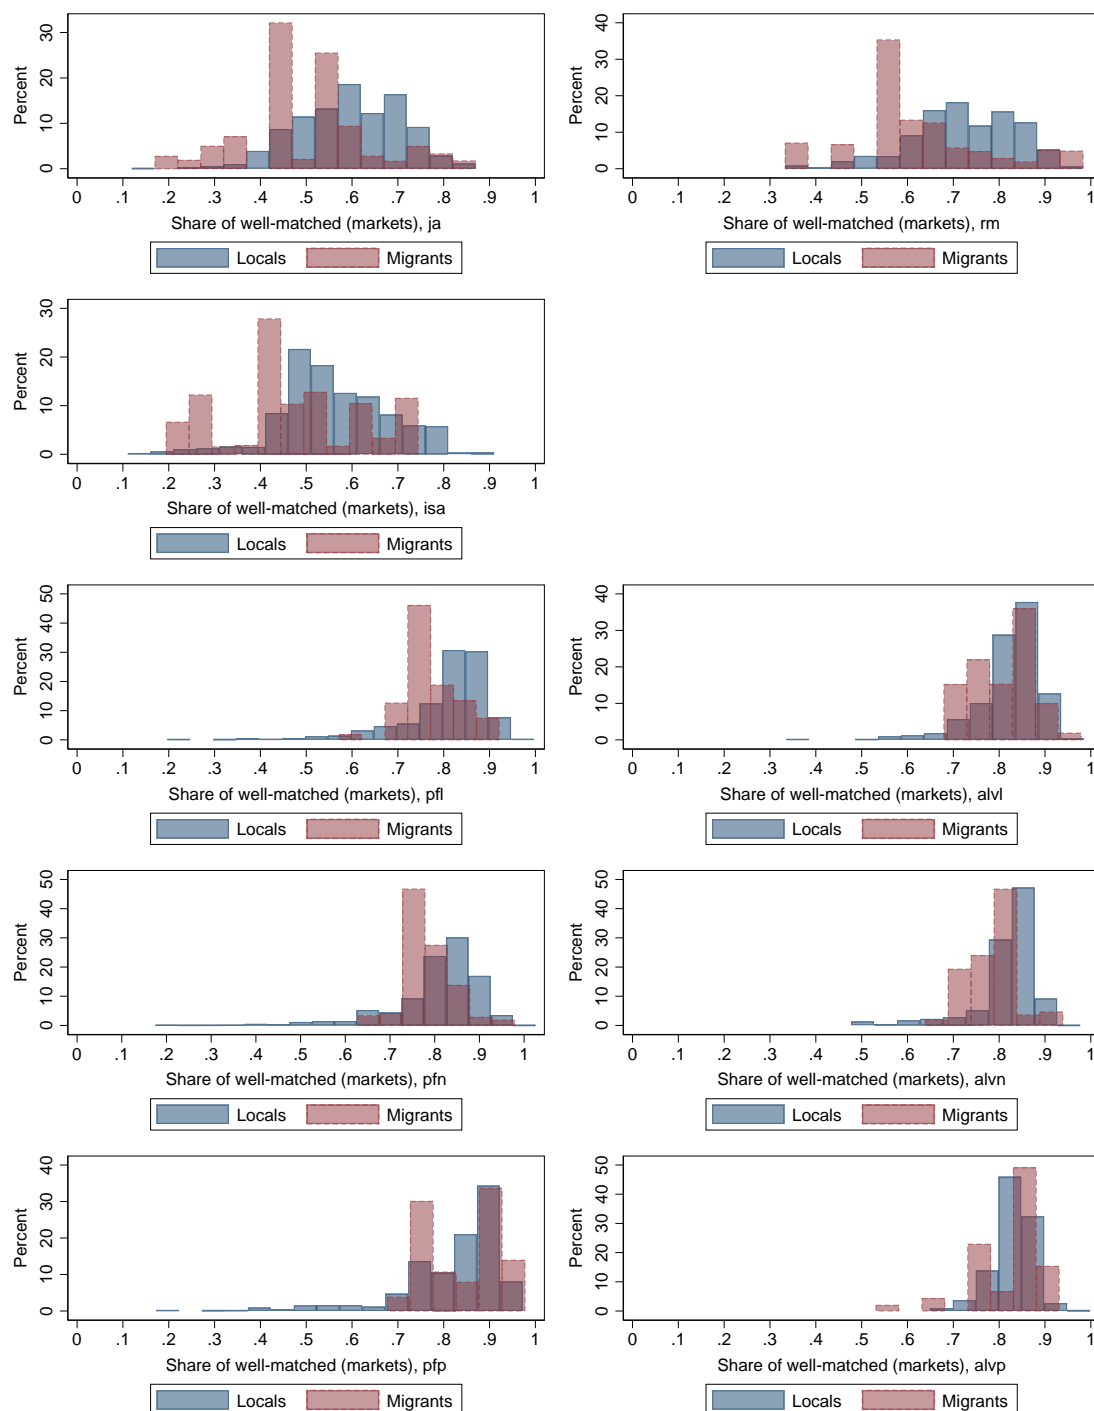 Percent
0 10 20 30
0 .1 .2 .3 .4 .5 .6 .7 .8 .9 1
Share of well-matched (markets), ja
Locals Migrants
Percent
0 10 20 30 40
0 .1 .2 .3 .4 .5 .6 .7 .8 .9 1
Share of well-matched (markets), rm
Locals Migrants
Percent
0 10 20 30
0 .1 .2 .3 .4 .5 .6 .7 .8 .9 1
Share of well-matched (markets), isa
Locals Migrants
Percent
0 10 20 30 40 50
0 .1 .2 .3 .4 .5 .6 .7 .8 .9 1
Share of well-matched (markets), pfl
Locals Migrants
Percent
0 10 20 30 40
0 .1 .2 .3 .4 .5 .6 .7 .8 .9 1
Share of well-matched (markets), alvl
Locals Migrants
Percent
0 10 20 30 40 50
0 .1 .2 .3 .4 .5 .6 .7 .8 .9 1
Share of well-matched (markets), pfn
Locals Migrants
Percent
0 10 20 30 40 50
0 .1 .2 .3 .4 .5 .6 .7 .8 .9 1
Share of well-matched (markets), alvn
Locals Migrants
Percent
0 10 20 30 40
0 .1 .2 .3 .4 .5 .6 .7 .8 .9 1
Share of well-matched (markets), pfp
Locals Migrants
Percent
0 10 20 30 40 50
0 .1 .2 .3 .4 .5 .6 .7 .8 .9 1
Share of well-matched (markets), alvp
Locals Migrants